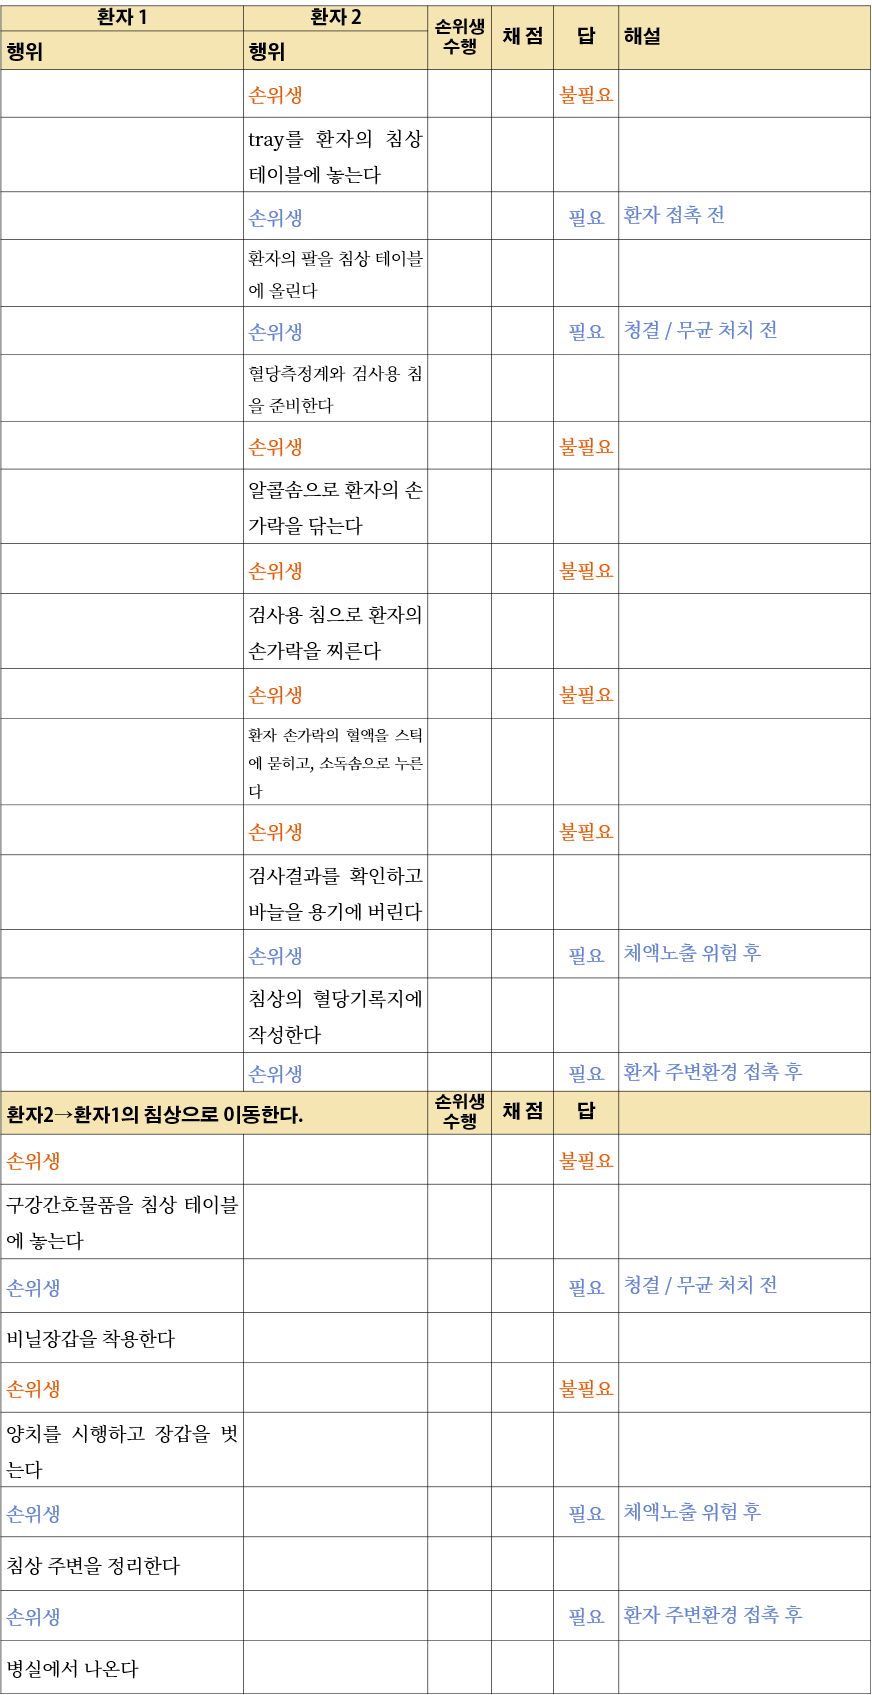 환자 1 환자 2 손위생 수행 채 점 답 해설
행위 행위
손위생 불필요
tray를 환자의 침상
테이블에 놓는다
손위생 필요 환자 접촉 전
환자의 팔을 침상 테이블
에 올린다
손위생 필요 청결 / 무균 처치 전
혈당측정계와 검사용 침
을 준비한다
손위생 불필요
알콜솜으로 환자의 손
가락을 닦는다
손위생 불필요
검사용 침으로 환자의
손가락을 찌른다
손위생 불필요
환자 손가락의 혈액을 스틱
에 묻히고, 소독솜으로 누른
다
손위생 불필요
검사결과를 확인하고
바늘을 용기에 버린다
손위생 필요 체액노출 위험 후
침상의 혈당기록지에
작성한다
손위생 필요 환자 주변환경 접촉 후
환자2→환자1의 침상으로 이동한다. 손위생 수행 채 점 답
손위생 불필요
구강간호물품을 침상 테이블
에 놓는다
손위생 필요 청결 / 무균 처치 전
비닐장갑을 착용한다
손위생 불필요
양치를 시행하고 장갑을 벗
는다
손위생 필요 체액노출 위험 후
침상 주변을 정리한다
손위생 필요 환자 주변환경 접촉 후
병실에서 나온다